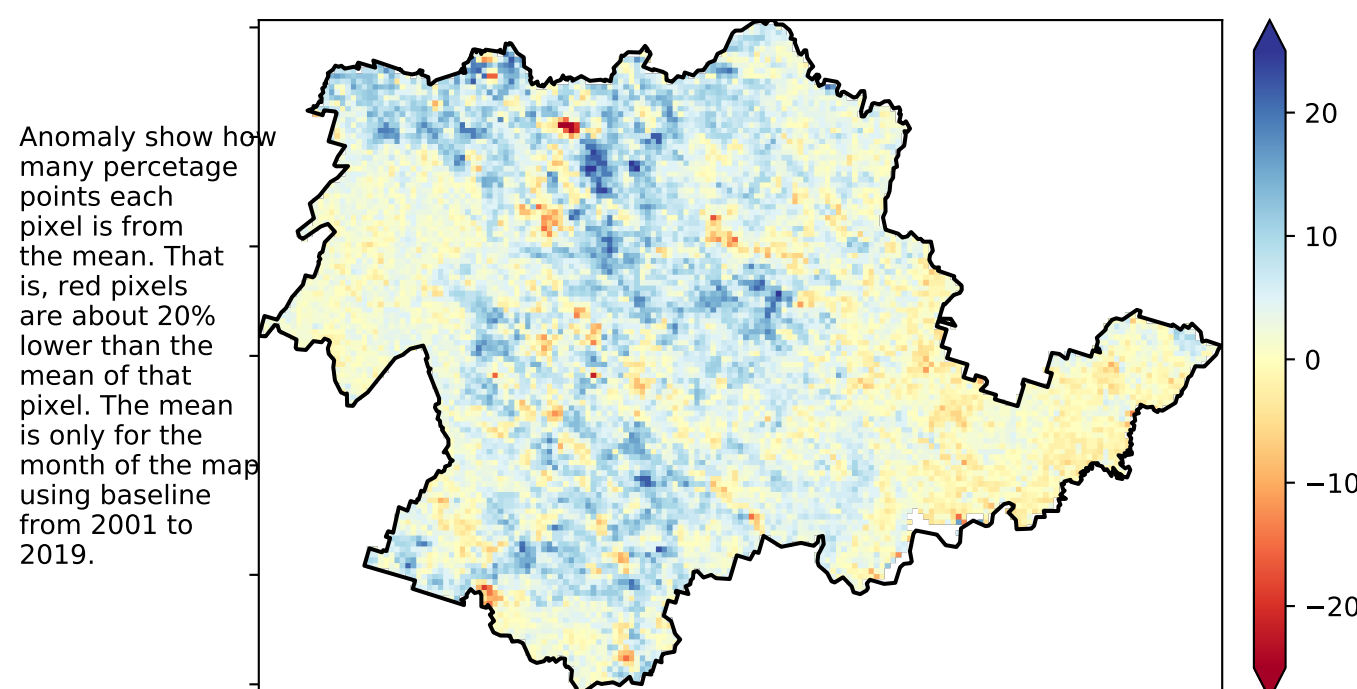 Anomaly show how
many percetage
points each
pixel is from
the mean. That
is, red pixels
are about 20%
lower than the
mean of that
pixel. The mean
is only for the
month of the map
using baseline
from 2001 to
2019.
20
10
0
−10
−20